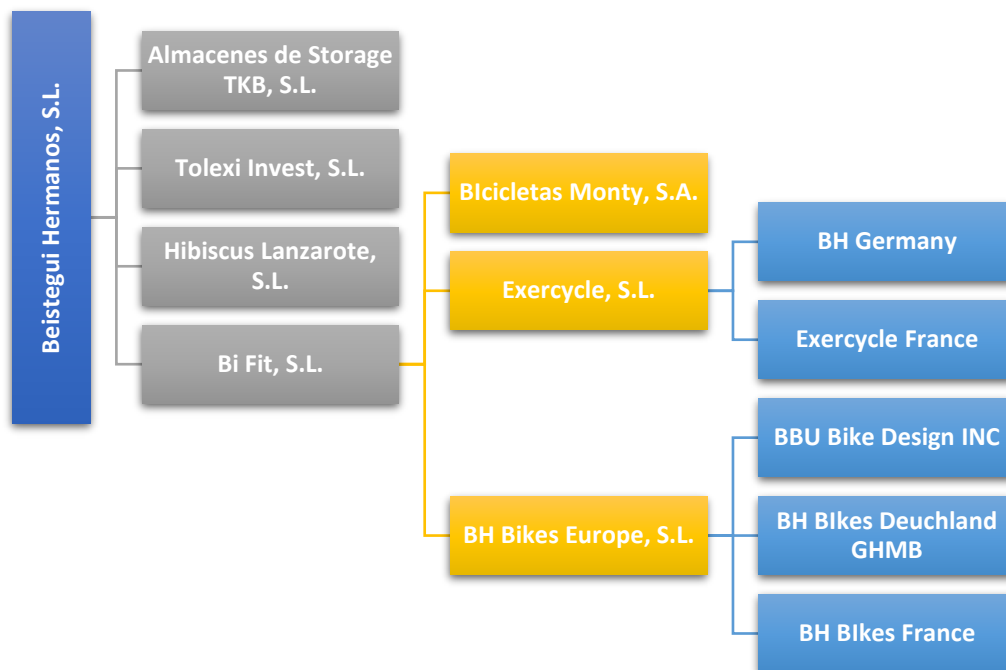 Beistegui Hermanos, S.L.
Almacenes de Storage
TKB, S.L.
Tolexi Invest, S.L.
Hibiscus Lanzarote,
S.L.
Bi Fit, S.L.
BIcicletas Monty, S.A.
Exercycle, S.L.
BH Bikes Europe, S.L.
BH Germany
Exercycle France
BBU Bike Design INC
BH BIkes Deuchland
GHMB
BH BIkes France